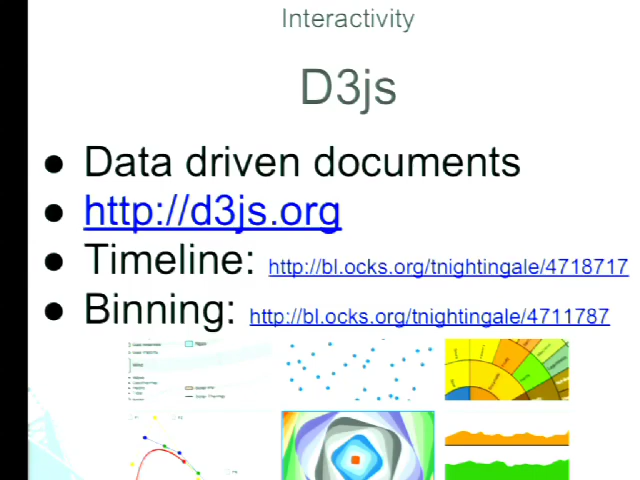 Interactivity
D3js
● Data driven documents
● http://d3js.org
● Timeline: http://bl.ocks.org/tnightingale/4718717
● Binning: http://bl.ocks.org/tnightingale/4711787